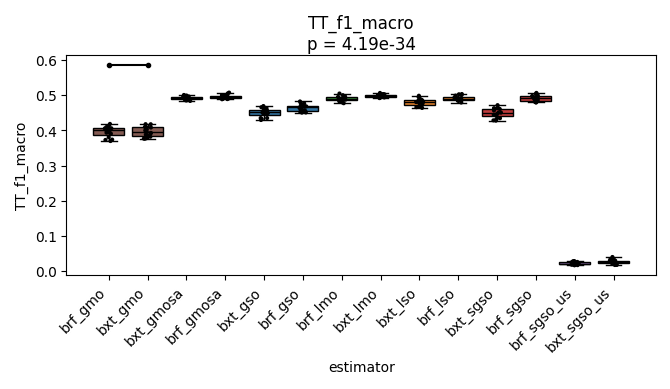 TT_f1_macro
p = 4.19e-34
0.6
0.5
0.4
0.3
0.2
0.1
0.0
TT_f1_macro
brf_gmo
bxt_gmo
bxt_gmosa
brf_gmosa
bxt_gso
brf_gso
brf_lmo
bxt_lmo
bxt_lso
brf_lso
bxt_sgso
brf_sgso
brf_sgso_us
bxt_sgso_us
estimator